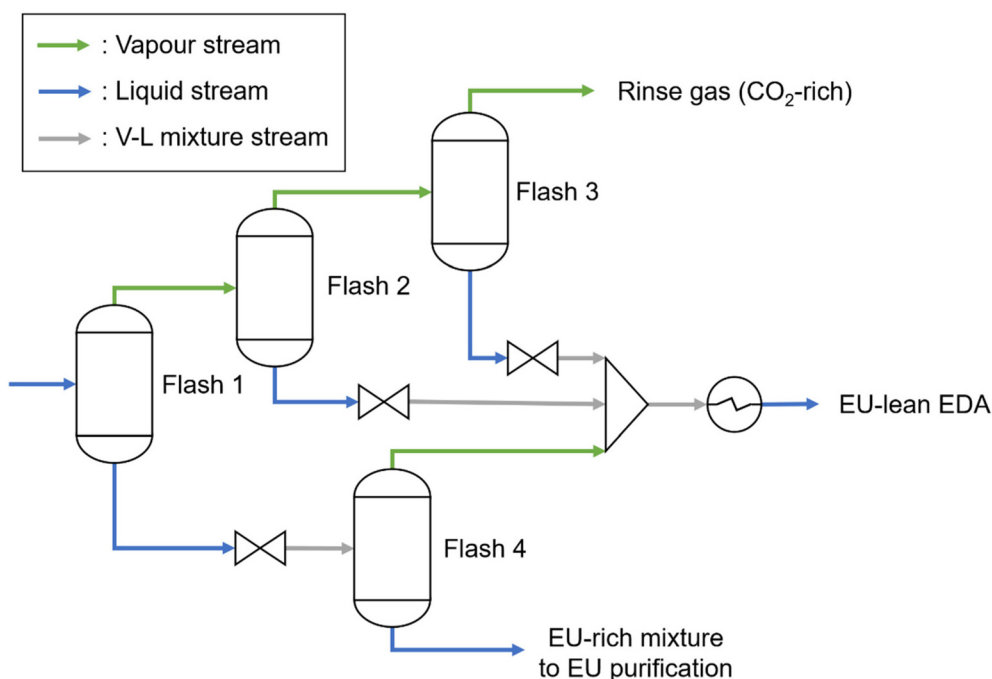 : Vapour stream
: Liquid stream
: V-L mixture stream
Rinse gas (CO₂-rich)
Flash 3
Flash 2
Flash 1
EU-lean EDA
Flash 4
EU-rich mixture
to EU purification